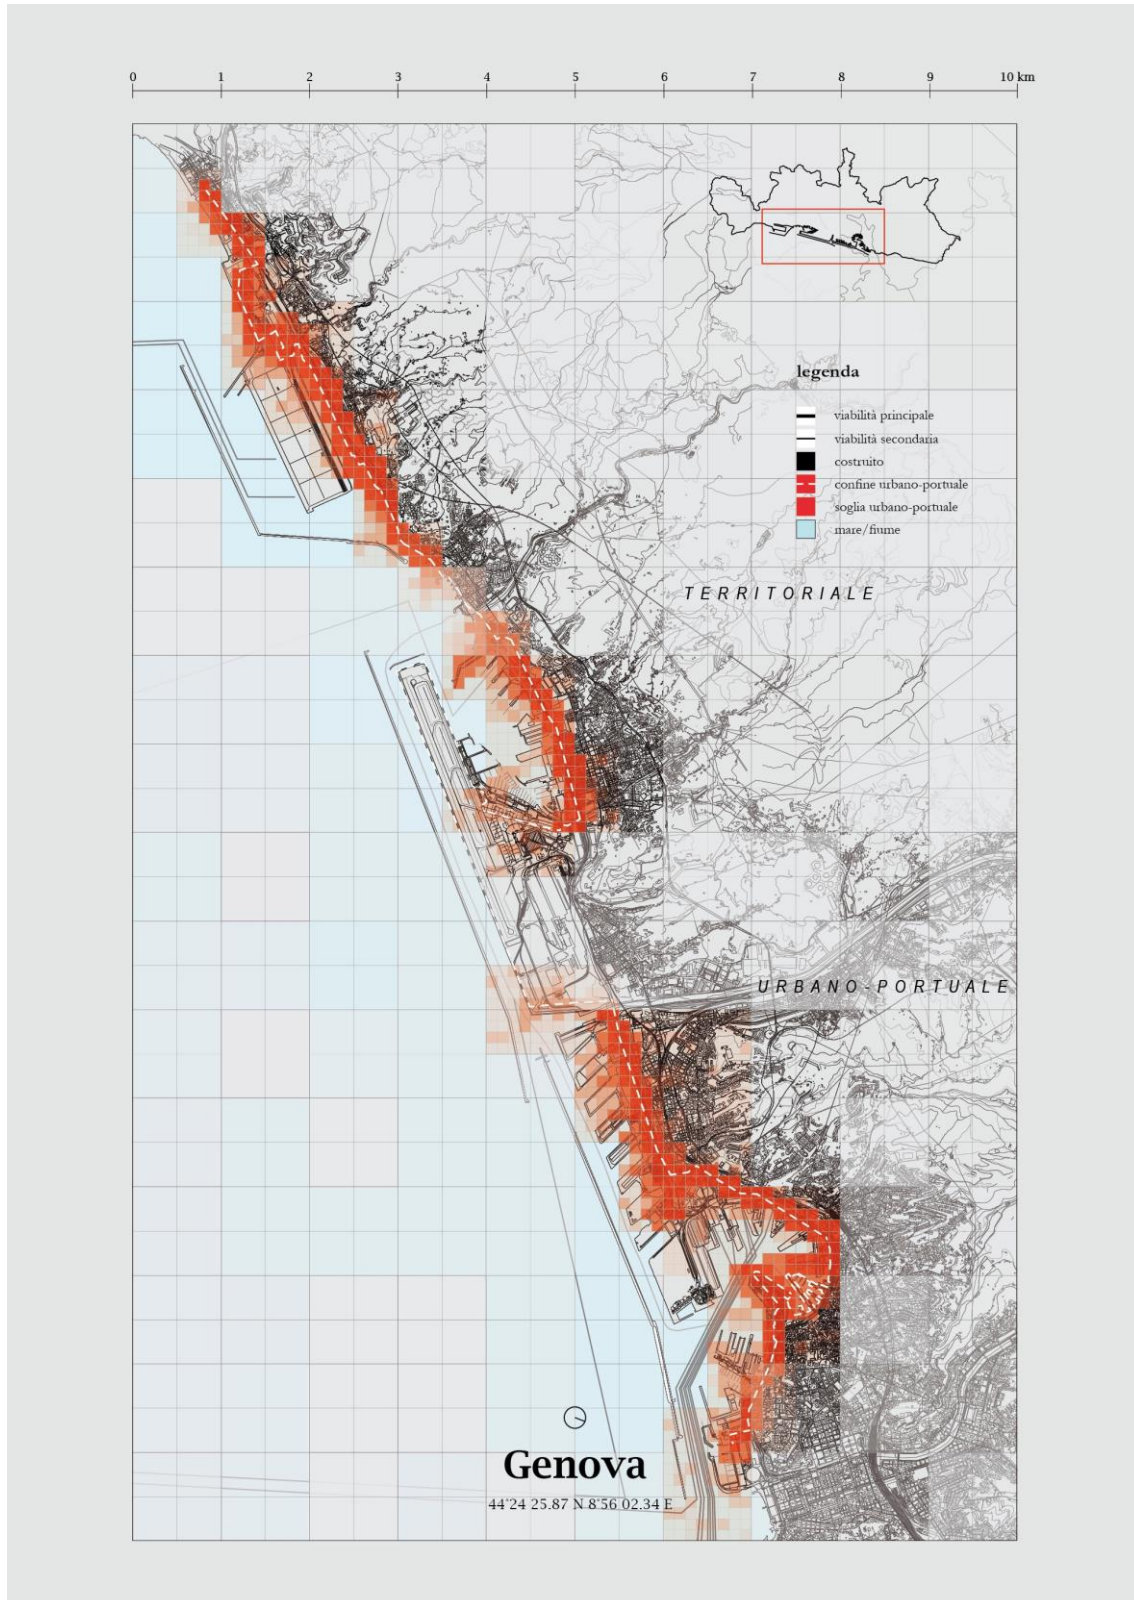 0 1 2 3 4 5 6 7 8 9 10 km
legenda
viabilità principale
viabilità secondaria
costruito
confine urbano-portuale
soglia urbano-portuale
mare/fiume
TERRITORIALE
URBANO-PORTUALE
Genova
44'24 25.87 N 8'56 02.34 E